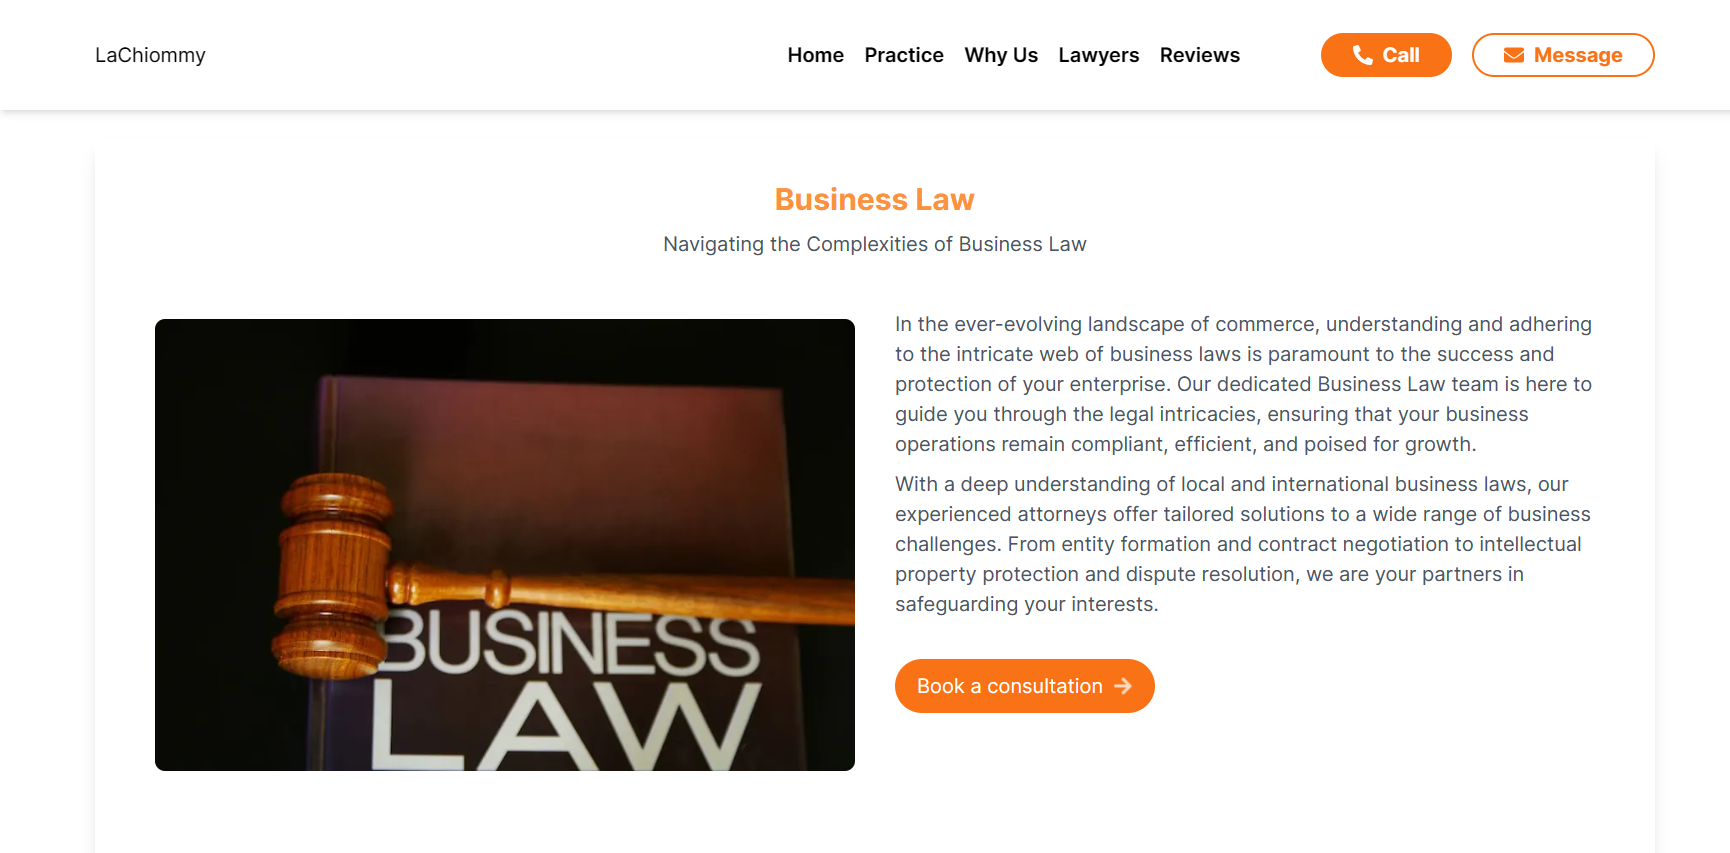 LaChiommy
Home Practice Why Us Lawyers Reviews Call Message
Business Law
Navigating the Complexities of Business Law
In the ever-evolving landscape of commerce, understanding and adhering
to the intricate web of business laws is paramount to the success and
protection of your enterprise. Our dedicated Business Law team is here to
guide you through the legal intricacies, ensuring that your business
operations remain compliant, efficient, and poised for growth.
With a deep understanding of local and international business laws, our
experienced attorneys offer tailored solutions to a wide range of business
challenges. From entity formation and contract negotiation to intellectual
property protection and dispute resolution, we are your partners in
safeguarding your interests.
Book a consultation
BUSINESS
LAW